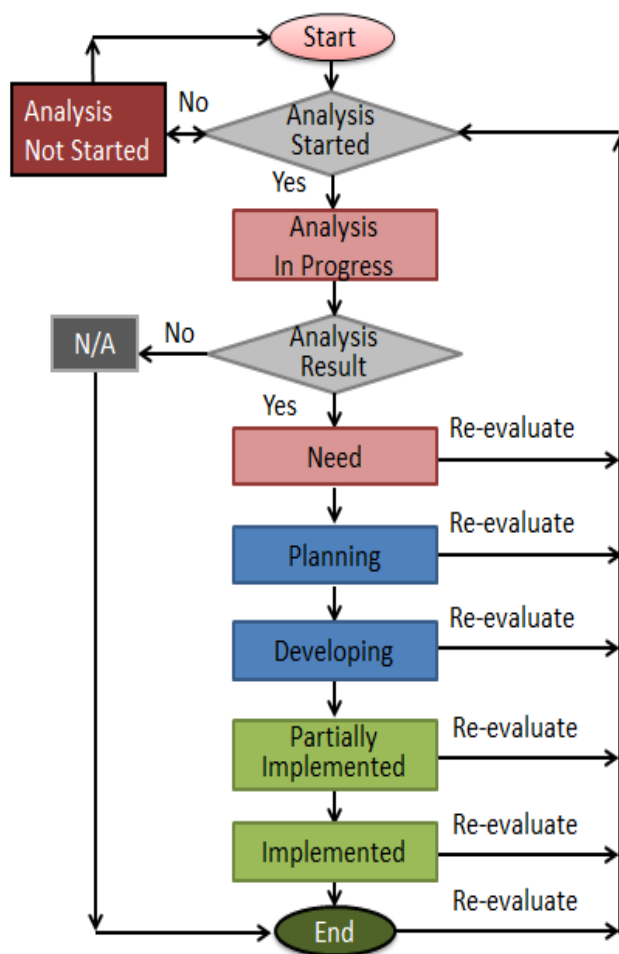 Start
Analysis
Not Started
No
Analysis
Started
Yes
Analysis
In Progress
N/A
No
Analysis
Result
Yes
Need
Re-evaluate
Planning
Re-evaluate
Developing
Re-evaluate
Partially
Implemented
Re-evaluate
Implemented
Re-evaluate
End
Re-evaluate